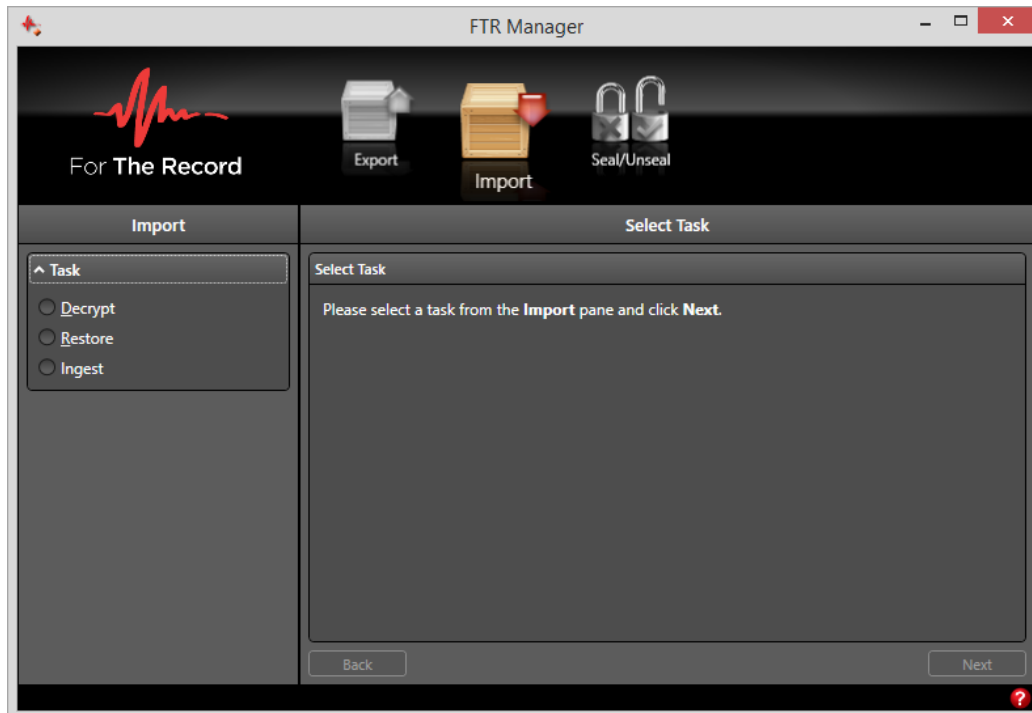 FTR Manager
For The Record
Export
Import
Seal/Unseal
Import
Select Task
Task
Decrypt
Restore
Ingest
Select Task
Please select a task from the Import pane and click Next.
Back
Next
?